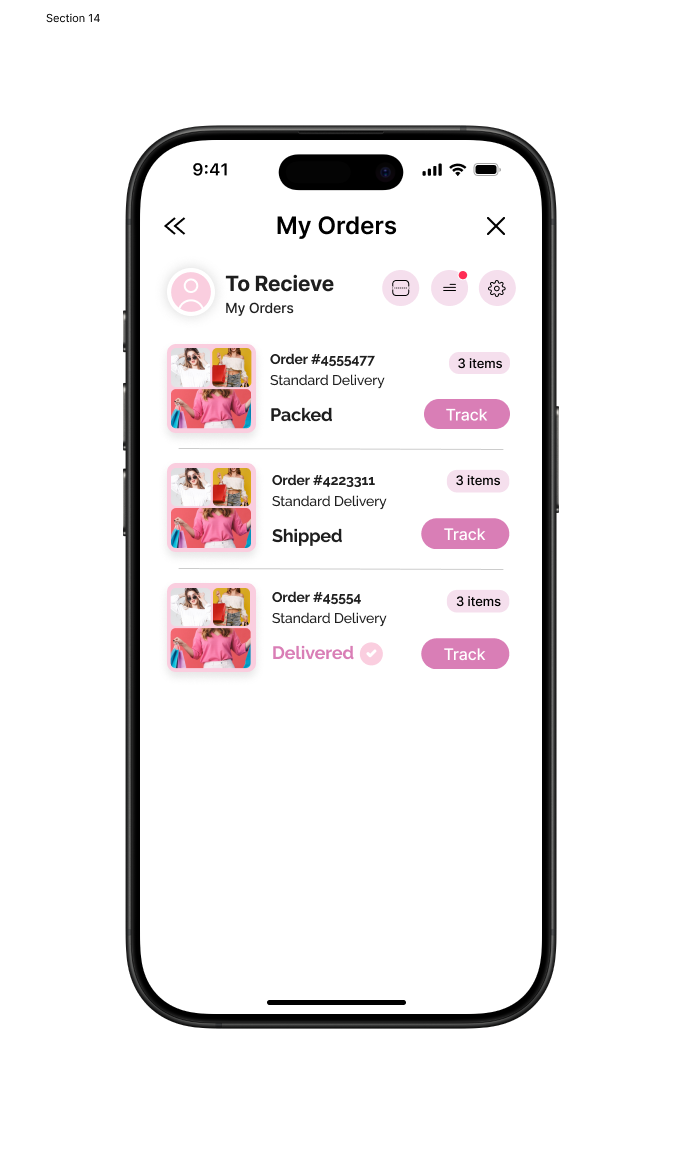 Section 14
9:41
My Orders
To Recieve
My Orders
Order #4555477
3 items
Standard Delivery
Packed
Track
Order #4223311
3 items
Standard Delivery
Shipped
Track
Order #45554
3 items
Standard Delivery
Delivered
Track